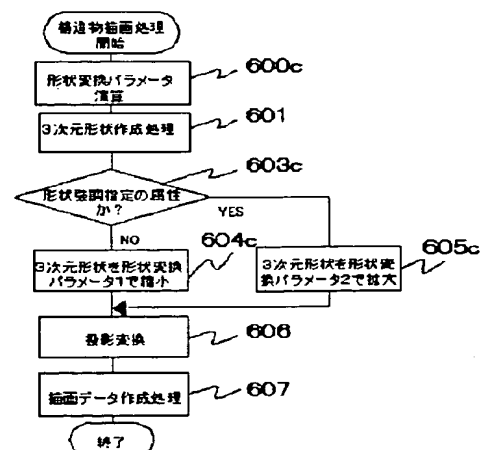 構造物描画処理
開始
600c
形状変換パラメータ
演算
601
3次元形状作成処理
603c
形状強調指定の属性
か?
YES
NO
604c
3次元形状を形状変換
パラメータ1で縮小
605c
3次元形状を形状変
換パラメータ2で拡大
606
投影変換
607
描画データ作成処理
終了